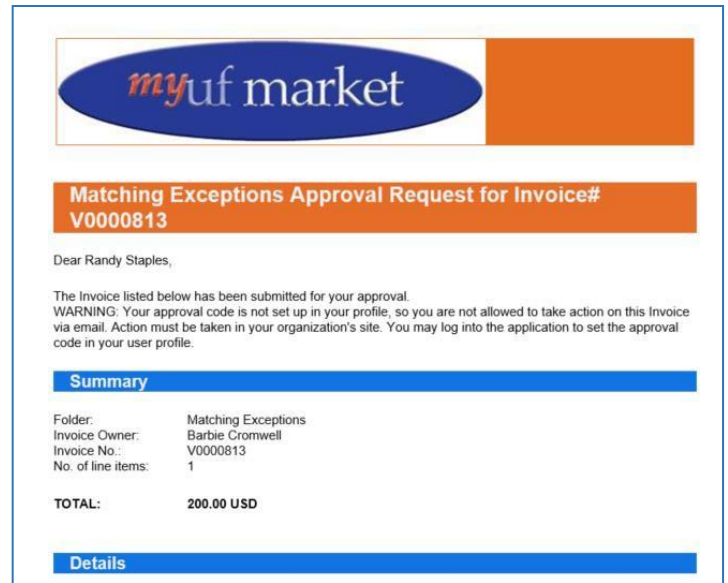 myuf market
Matching Exceptions Approval Request for Invoice#
V0000813
Dear Randy Staples,
The Invoice listed below has been submitted for your approval.
WARNING: Your approval code is not set up in your profile, so you are not allowed to take action on this Invoice
via email. Action must be taken in your organization's site. You may log into the application to set the approval
code in your user profile.
Summary
Folder: Matching Exceptions
Invoice Owner: Barbie Cromwell
Invoice No.: V0000813
No. of line items: 1
TOTAL: 200.00 USD
Details